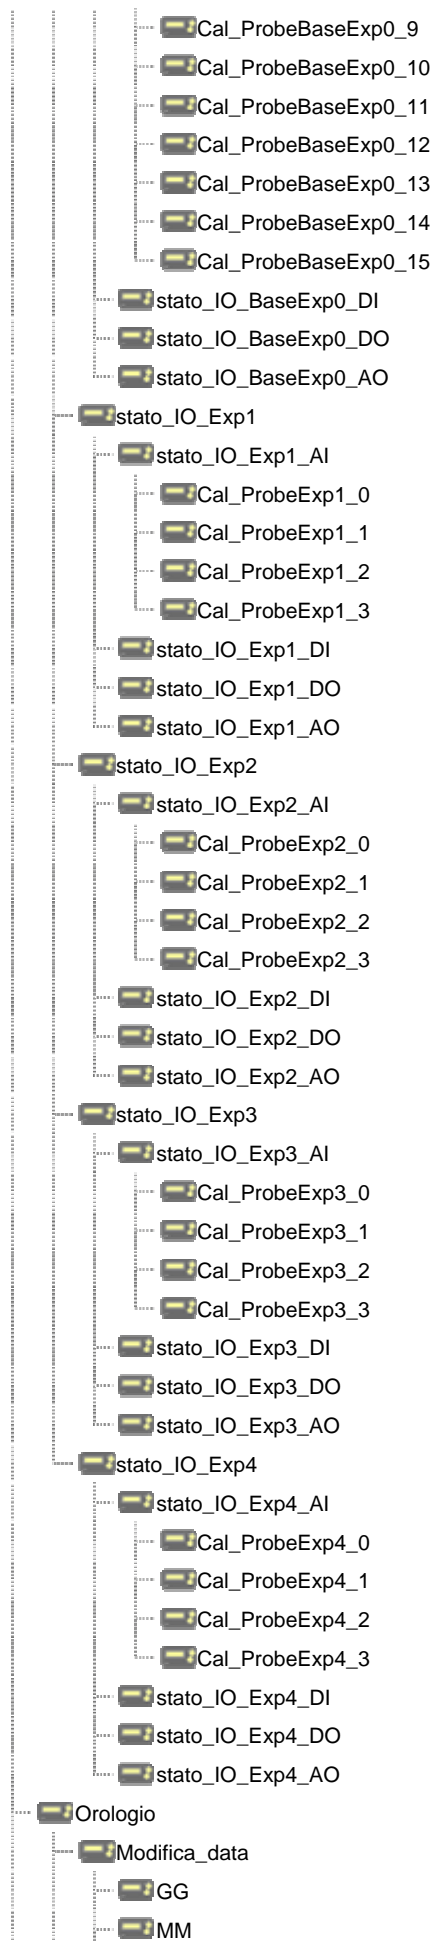 Cal_ProbeBaseExp0_9
Cal_ProbeBaseExp0_10
Cal_ProbeBaseExp0_11
Cal_ProbeBaseExp0_12
Cal_ProbeBaseExp0_13
Cal_ProbeBaseExp0_14
Cal_ProbeBaseExp0_15
stato_IO_BaseExp0_DI
stato_IO_BaseExp0_DO
stato_IO_BaseExp0_AO
stato_IO_Exp1
stato_IO_Exp1_AI
Cal_ProbeExp1_0
Cal_ProbeExp1_1
Cal_ProbeExp1_2
Cal_ProbeExp1_3
stato_IO_Exp1_DI
stato_IO_Exp1_DO
stato_IO_Exp1_AO
stato_IO_Exp2
stato_IO_Exp2_AI
Cal_ProbeExp2_0
Cal_ProbeExp2_1
Cal_ProbeExp2_2
Cal_ProbeExp2_3
stato_IO_Exp2_DI
stato_IO_Exp2_DO
stato_IO_Exp2_AO
stato_IO_Exp3
stato_IO_Exp3_AI
Cal_ProbeExp3_0
Cal_ProbeExp3_1
Cal_ProbeExp3_2
Cal_ProbeExp3_3
stato_IO_Exp3_DI
stato_IO_Exp3_DO
stato_IO_Exp3_AO
stato_IO_Exp4
stato_IO_Exp4_AI
Cal_ProbeExp4_0
Cal_ProbeExp4_1
Cal_ProbeExp4_2
Cal_ProbeExp4_3
stato_IO_Exp4_DI
stato_IO_Exp4_DO
stato_IO_Exp4_AO
Orologio
Modifica_data
GG
MM